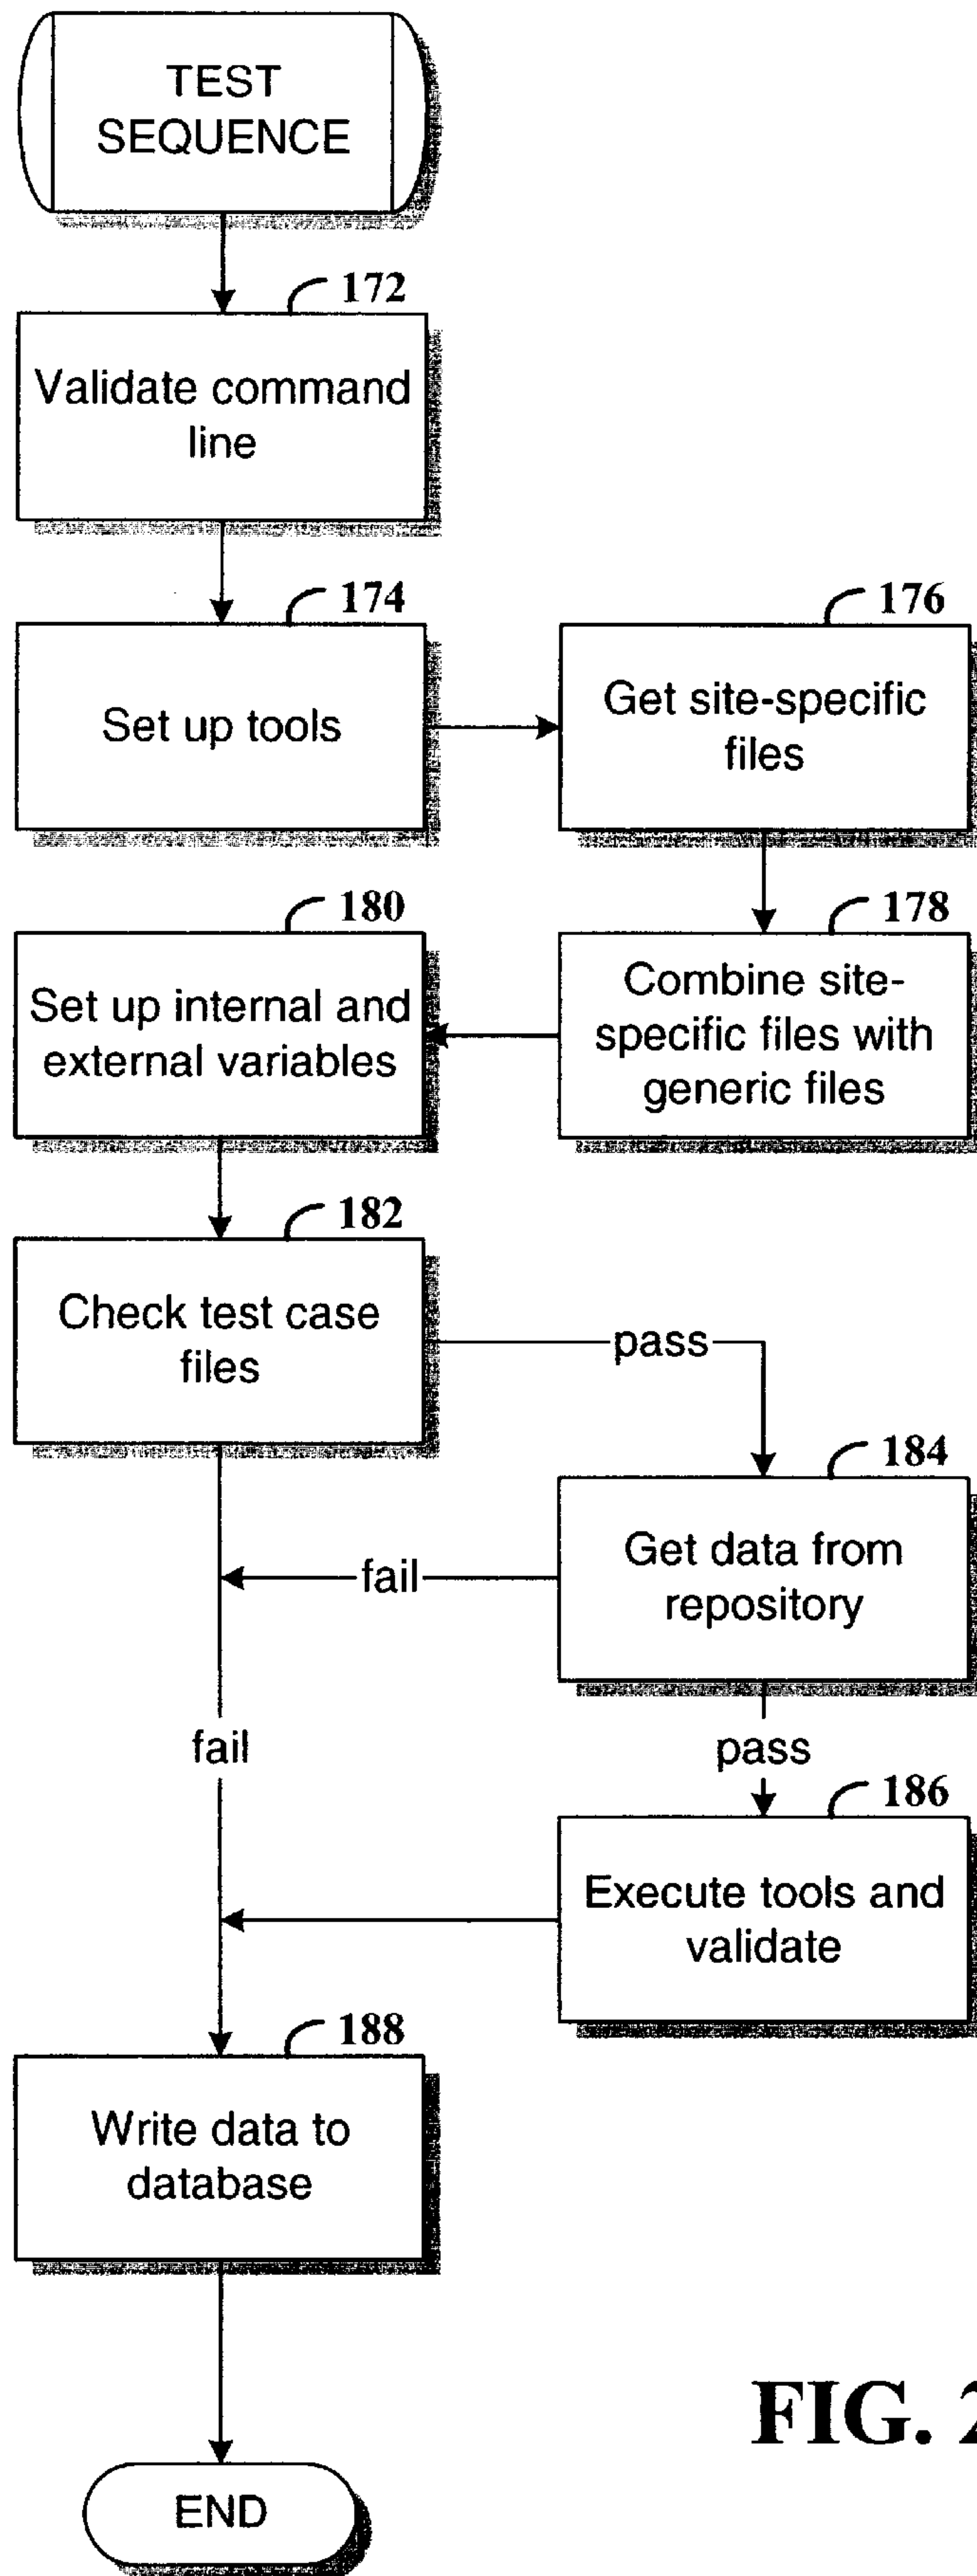 TEST
SEQUENCE
172
Validate command
line
174
Set up tools
176
Get site-specific
files
178
Combine site-
specific files with
generic files
180
Set up internal and
external variables
182
Check test case
files
pass
184
Get data from
repository
fail
fail
pass
186
Execute tools and
validate
188
Write data to
database
END
FIG. 2